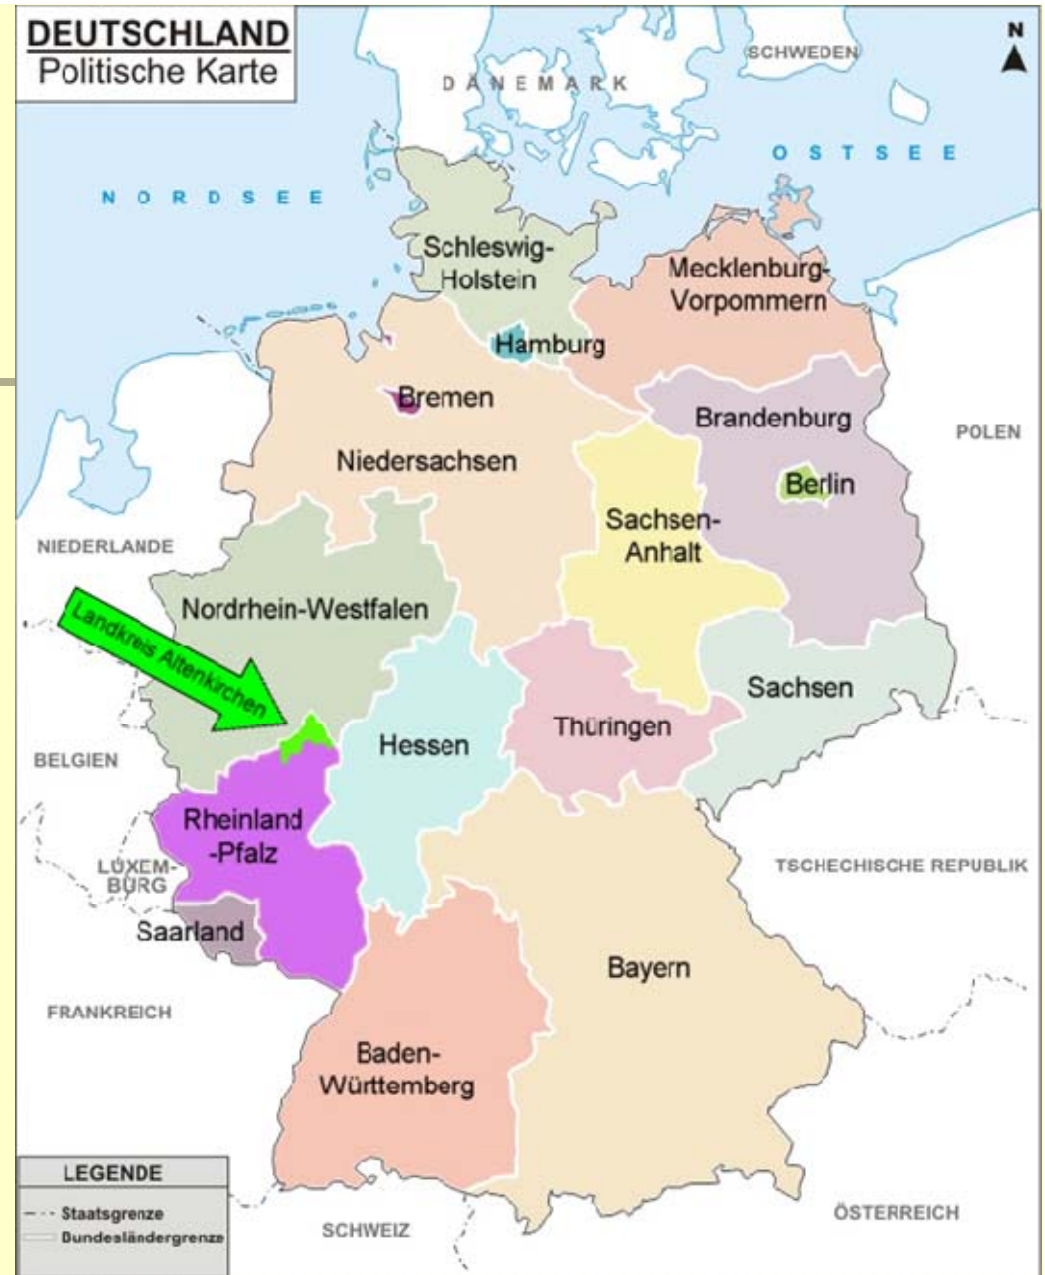 DEUTSCHLAND
Politische Karte
N
SCHWEDEN
DÄNEMARK
OSTSEE
NORDSEE
Schleswig-
Holstein
Mecklenburg-
Vorpommern
Hamburg
Bremen
Brandenburg
POLEN
Niedersachsen
Berlin
Sachsen-
Anhalt
NIEDERLANDE
Nordrhein-Westfalen
Landkreis Altenkirchen
Sachsen
Thüringen
Hessen
BELGIEN
Rheinland
-Pfalz
LUXEM-
BURG
TSCHECHISCHE REPUBLIK
Saarland
Bayern
FRANKREICH
Baden-
Württemberg
LEGENDE
Staatsgrenze
Bundesländergrenze
SCHWEIZ
ÖSTERREICH